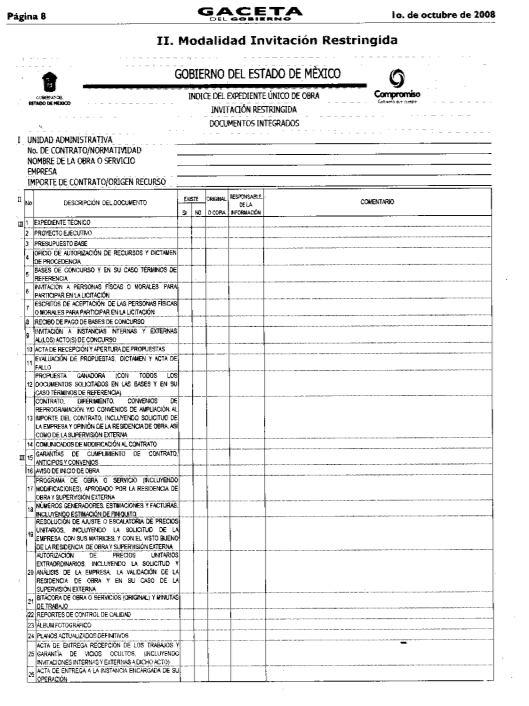 Página 8
GACETA
DEL GOBIERNO
1o. de octubre de 2008
II. Modalidad Invitación Restringida
GOBIERNO DEL ESTADO DE MÉXICO
GOBIERNO DEL
ESTADO DE MÉXICO
Compromiso
Gobierno que cumple
INDICE DEL EXPEDIENTE ÚNICO DE OBRA
INVITACIÓN RESTRINGIDA
DOCUMENTOS INTEGRADOS
I UNIDAD ADMINISTRATIVA
No. DE CONTRATO/NORMATIVIDAD
NOMBRE DE LA OBRA O SERVICIO
EMPRESA
IMPORTE DE CONTRATO/ORIGEN RECURSO
II No DESCRIPCIÓN DEL DOCUMENTO EXISTE SI NO ORIGINAL O COPIA RESPONSABLE DE LA INFORMACIÓN COMENTARIO
III 1 EXPEDIENTE TÉCNICO
2 PROYECTO EJECUTIVO
3 PRESUPUESTO BASE
4 OFICIO DE AUTORIZACIÓN DE RECURSOS Y DICTAMEN
DE PROCEDENCIA
5 BASES DE CONCURSO Y EN SU CASO TÉRMINOS DE
REFERENCIA
6 INVITACIÓN A PERSONAS FÍSICAS O MORALES PARA
PARTICIPAR EN LA LICITACIÓN
7 ESCRITOS DE ACEPTACIÓN DE LAS PERSONAS FÍSICAS
O MORALES PARA PARTICIPAR EN LA LICITACIÓN
8 RECIBO DE PAGO DE BASES DE CONCURSO
9 INVITACIÓN A INSTANCIAS INTERNAS Y EXTERNAS
AL(LOS) ACTO(S) DE CONCURSO
10 ACTA DE RECEPCIÓN Y APERTURA DE PROPUESTAS
11 EVALUACIÓN DE PROPUESTAS, DICTAMEN Y ACTA DE
FALLO
PROPUESTA GANADORA (CON TODOS LOS
12 DOCUMENTOS SOLICITADOS EN LAS BASES Y EN SU
CASO TÉRMINOS DE REFERENCIA)
CONTRATO, DIFERIMIENTO, CONVENIOS DE
REPROGRAMACIÓN Y/O CONVENIOS DE AMPLIACIÓN AL
13 IMPORTE DEL CONTRATO, INCLUYENDO SOLICITUD DE
LA EMPRESA Y OPINIÓN DE LA RESIDENCIA DE OBRA, ASÍ
COMO DE LA SUPERVISIÓN EXTERNA
14 COMUNICADOS DE MODIFICACIÓN AL CONTRATO
III 15 GARANTÍAS DE CUMPLIMIENTO DE CONTRATO,
ANTICIPOS Y CONVENIOS
16 AVISO DE INICIO DE OBRA
PROGRAMA DE OBRA O SERVICIO (INCLUYENDO
17 MODIFICACIONES), APROBADO POR LA RESIDENCIA DE
OBRA Y SUPERVISIÓN EXTERNA
18 NÚMEROS GENERADORES, ESTIMACIONES Y FACTURAS,
INCLUYENDO ESTIMACIÓN DE FINIQUITO
RESOLUCIÓN DE AJUSTE O ESCALATORIA DE PRECIOS
19 UNITARIOS, INCLUYENDO LA SOLICITUD DE LA
EMPRESA CON SUS MATRICES, Y CON EL VISTO BUENO
DE LA RESIDENCIA DE OBRA Y SUPERVISIÓN EXTERNA
AUTORIZACIÓN DE PRECIOS UNITARIOS
EXTRAORDINARIOS, INCLUYENDO LA SOLICITUD Y
20 ANÁLISIS DE LA EMPRESA, LA VALIDACIÓN DE LA
RESIDENCIA DE OBRA Y EN SU CASO DE LA
SUPERVISIÓN EXTERNA
21 BITÁCORA DE OBRA O SERVICIOS (ORIGINAL) Y MINUTAS
DE TRABAJO
22 REPORTES DE CONTROL DE CALIDAD
23 ÁLBUM FOTOGRÁFICO
24 PLANOS ACTUALIZADOS DEFINITIVOS
ACTA DE ENTREGA RECEPCIÓN DE LOS TRABAJOS Y
25 GARANTÍA DE VICIOS OCULTOS, (INCLUYENDO
INVITACIONES INTERNAS Y EXTERNAS A DICHO ACTO)
26 ACTA DE ENTREGA A LA INSTANCIA ENCARGADA DE SU
OPERACIÓN